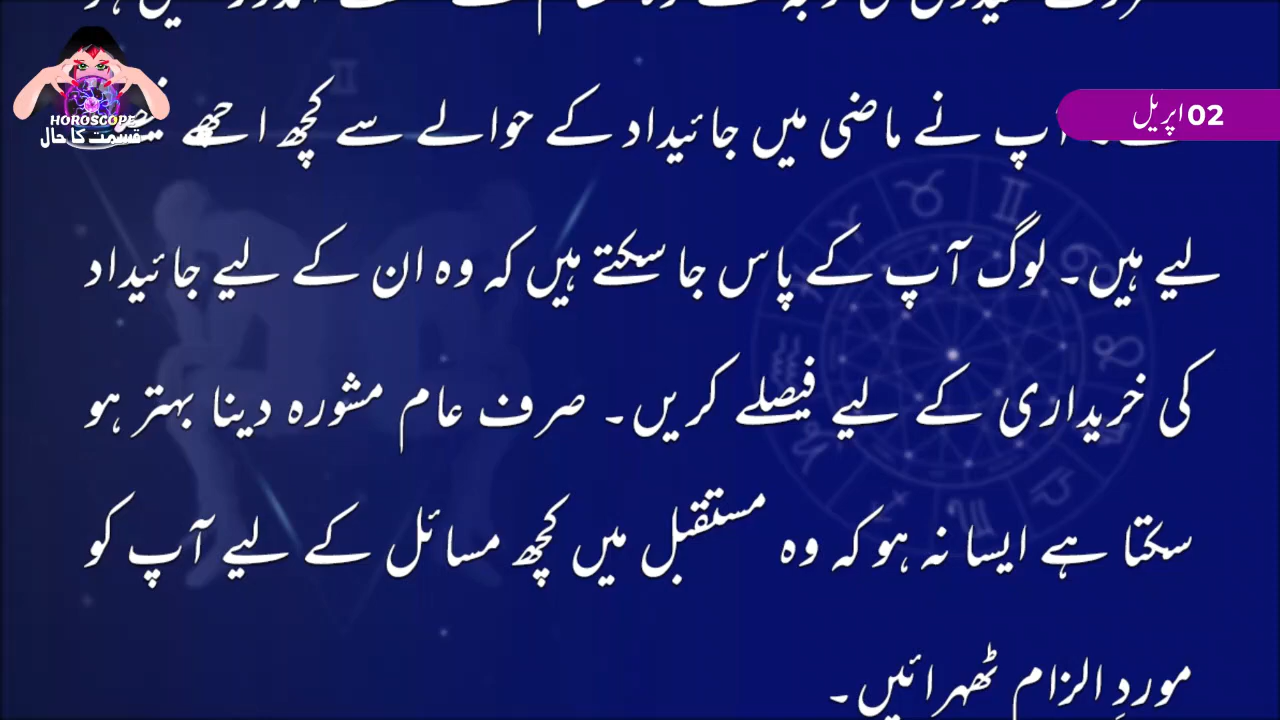 آپ نے ماضی میں جائیداد کے حوالے سے کچھ اچھے
لیے ہیں۔ لوگ آپ کے پاس جا سکتے ہیں کہ وہ ان کے لیے جائیداد
کی خریداری کے لیے فیصلے کریں۔ صرف عام مشورہ دینا بہتر ہو
سکتا ہے ایسا نہ ہو کہ وہ مستقبل میں کچھ مسائل کے لیے آپ کو
موردِ الزام ٹھہرائیں۔
02 اپریل
HOROSCOPE
قسمت کا حال